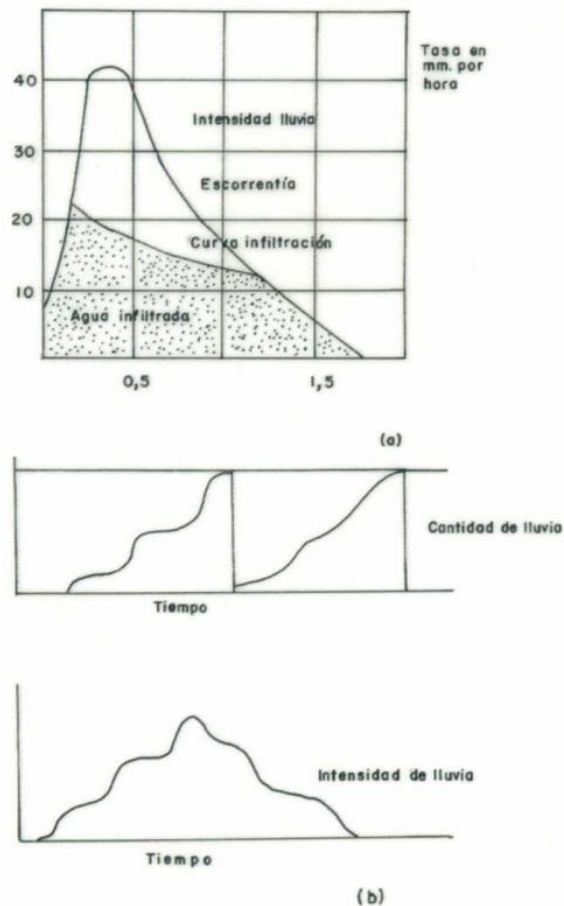 Tasa en
mm. por
hora
40
Intensidad lluvia
30
Escorrentía
20
Curva infiltración
10
Agua infiltrada
0,5
1,5
(a)
Cantidad de lluvia
Tiempo
Intensidad de lluvia
Tiempo
(b)